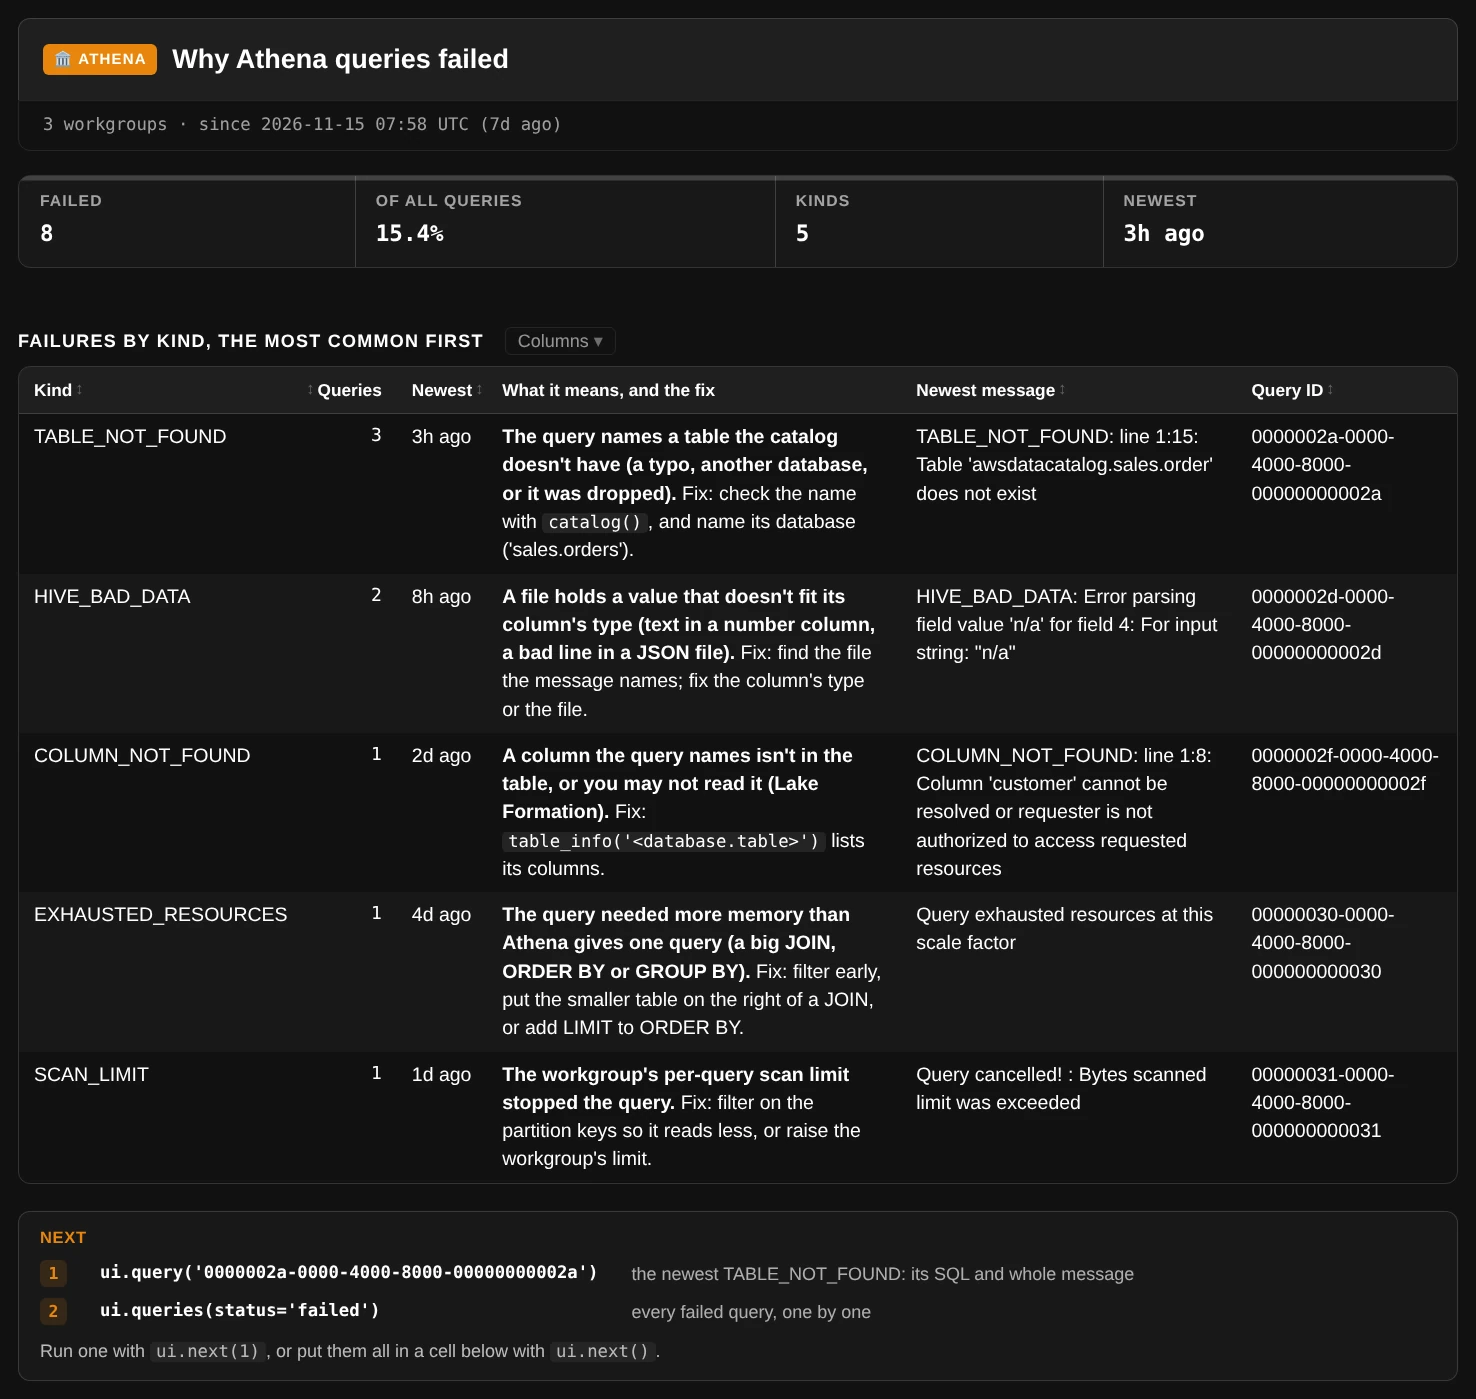 🏛️ ATHENA Why Athena queries failed
3 workgroups · since 2026-11-15 07:58 UTC (7d ago)
FAILED
8
OF ALL QUERIES
15.4%
KINDS
5
NEWEST
3h ago
FAILURES BY KIND, THE MOST COMMON FIRST Columns ▾
Kind ↕ ↕ Queries Newest ↕ What it means, and the fix Newest message ↕ Query ID ↕
TABLE_NOT_FOUND
3
3h ago
The query names a table the catalog
doesn't have (a typo, another database,
or it was dropped). Fix: check the name
with catalog(), and name its database
('sales.orders').
TABLE_NOT_FOUND: line 1:15:
Table 'awsdatacatalog.sales.order'
does not exist
0000002a-0000-
4000-8000-
00000000002a
HIVE_BAD_DATA
2
8h ago
A file holds a value that doesn't fit its
column's type (text in a number column,
a bad line in a JSON file). Fix: find the file
the message names; fix the column's type
or the file.
HIVE_BAD_DATA: Error parsing
field value 'n/a' for field 4: For input
string: "n/a"
0000002d-0000-
4000-8000-
00000000002d
COLUMN_NOT_FOUND
1
2d ago
A column the query names isn't in the
table, or you may not read it (Lake
Formation). Fix:
table_info('<database.table>') lists
its columns.
COLUMN_NOT_FOUND: line 1:8:
Column 'customer' cannot be
resolved or requester is not
authorized to access requested
resources
0000002f-0000-4000-
8000-00000000002f
EXHAUSTED_RESOURCES
1
4d ago
The query needed more memory than
Athena gives one query (a big JOIN,
ORDER BY or GROUP BY). Fix: filter early,
put the smaller table on the right of a JOIN,
or add LIMIT to ORDER BY.
Query exhausted resources at this
scale factor
00000030-0000-
4000-8000-
000000000030
SCAN_LIMIT
1
1d ago
The workgroup's per-query scan limit
stopped the query. Fix: filter on the
partition keys so it reads less, or raise the
workgroup's limit.
Query cancelled! : Bytes scanned
limit was exceeded
00000031-0000-
4000-8000-
000000000031
NEXT
1 ui.query('0000002a-0000-4000-8000-00000000002a') the newest TABLE_NOT_FOUND: its SQL and whole message
2 ui.queries(status='failed') every failed query, one by one
Run one with ui.next(1), or put them all in a cell below with ui.next().